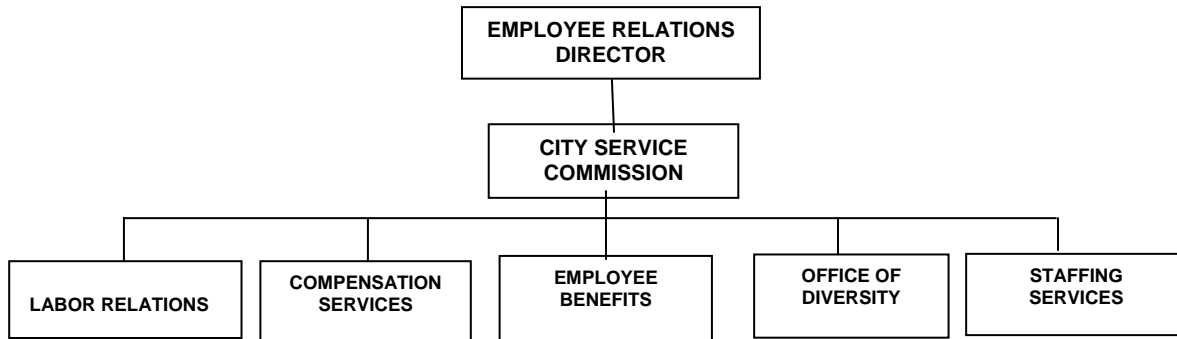 EMPLOYEE RELATIONS
DIRECTOR
CITY SERVICE
COMMISSION
LABOR RELATIONS
COMPENSATION
SERVICES
EMPLOYEE
BENEFITS
OFFICE OF
DIVERSITY
STAFFING
SERVICES